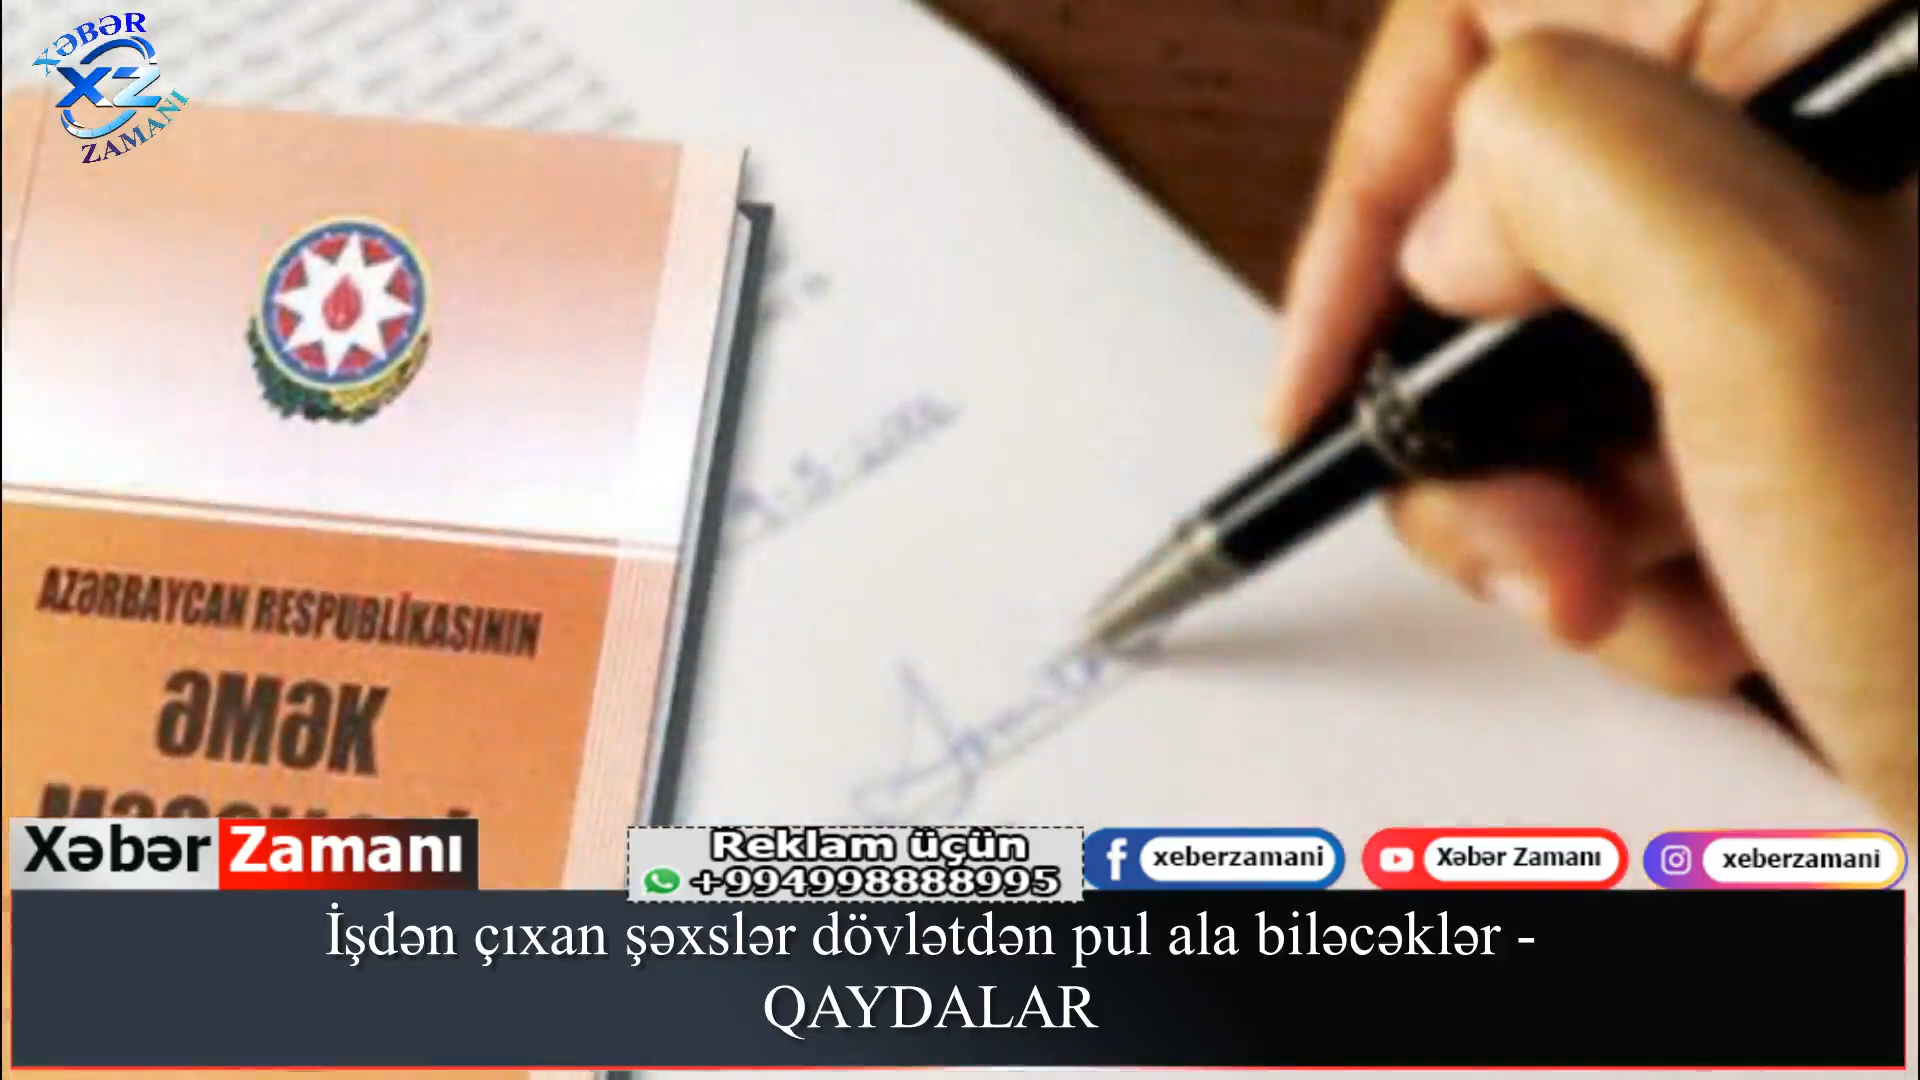 XƏBƏR
XZ
ZAMANI
AZƏRBAYCAN RESPUBLİKASININ
ƏMƏK
Xəbər Zamanı
Reklam üçün
+994998888995
xeberzamani
Xəbər Zamanı
xeberzamani
İşdən çıxan şəxslər dövlətdən pul ala biləcəklər -
QAYDALAR